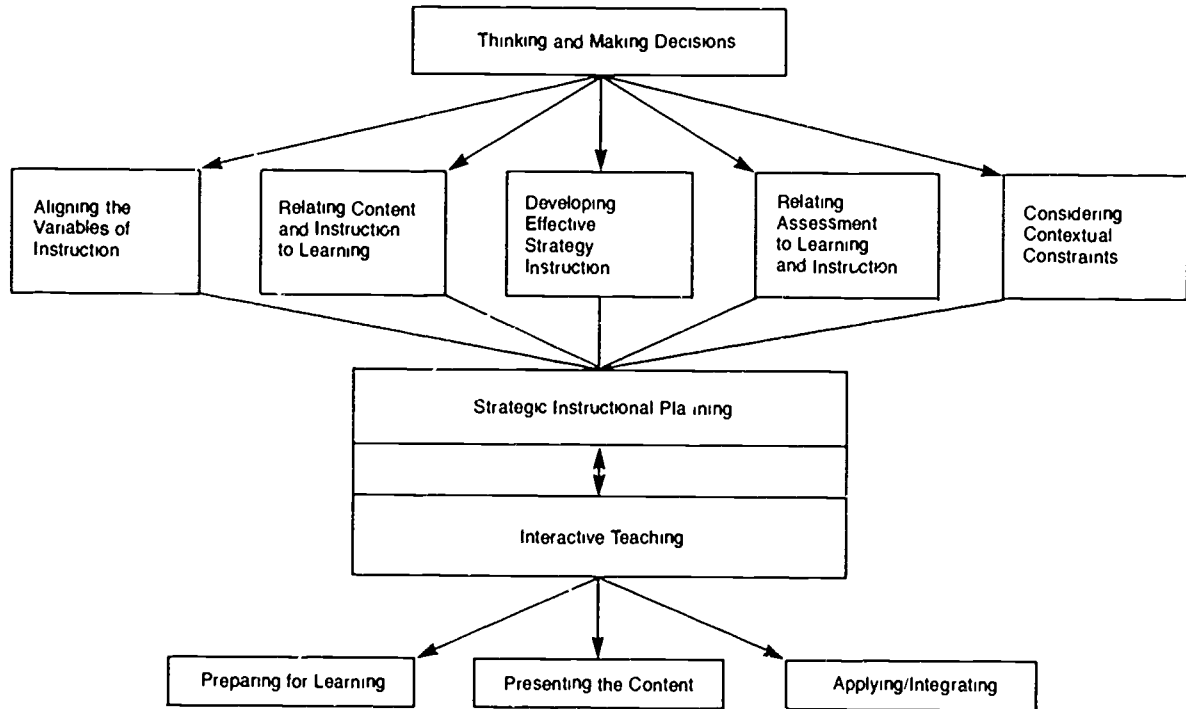 Thinking and Making Decisions
Aligning the
Variables of
Instruction
Relating Content
and Instruction
to Learning
Developing
Effective
Strategy
Instruction
Relating
Assessment
to Learning
and Instruction
Considering
Contextual
Constraints
Strategic Instructional Planning
Interactive Teaching
Preparing for Learning
Presenting the Content
Applying/Integrating